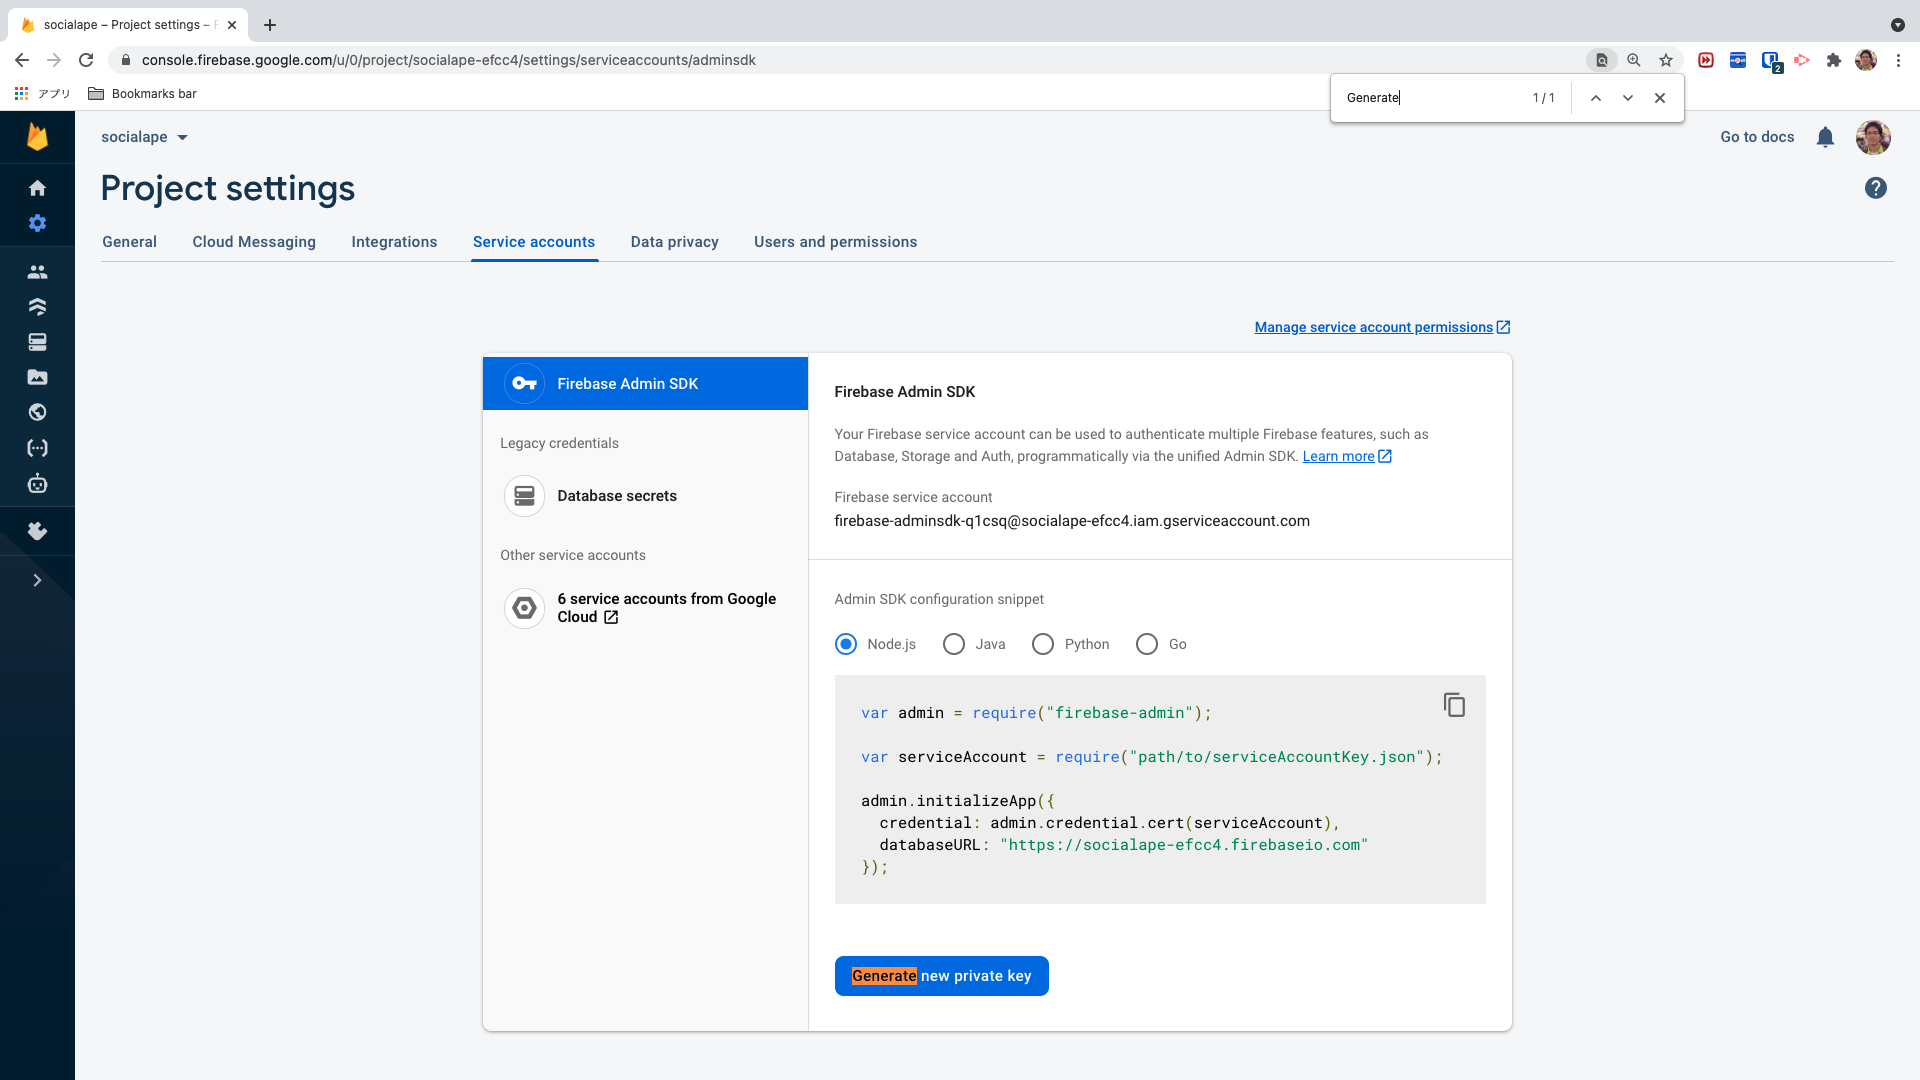 socialape – Project settings – F
console.firebase.google.com/u/0/project/socialape-efcc4/settings/serviceaccounts/adminsdk
2
アプリ
Bookmarks bar
Generate
1/1
socialape
Go to docs
Project settings
General
Cloud Messaging
Integrations
Service accounts
Data privacy
Users and permissions
Manage service account permissions
Firebase Admin SDK
Legacy credentials
Database secrets
Other service accounts
6 service accounts from Google
Cloud
Firebase Admin SDK
Your Firebase service account can be used to authenticate multiple Firebase features, such as
Database, Storage and Auth, programmatically via the unified Admin SDK. Learn more
Firebase service account
firebase-adminsdk-q1csq@socialape-efcc4.iam.gserviceaccount.com
Admin SDK configuration snippet
Node.js
Java
Python
Go
var admin = require("firebase-admin");
var serviceAccount = require("path/to/serviceAccountKey.json");
admin.initializeApp({
credential: admin.credential.cert(serviceAccount),
databaseURL: "https://socialape-efcc4.firebaseio.com"
});
Generate new private key